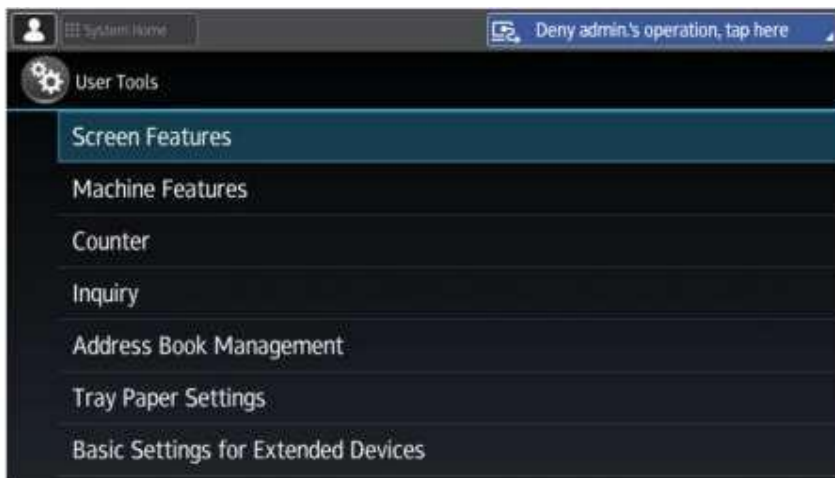 System Home
Deny admin.'s operation, tap here
User Tools
Screen Features
Machine Features
Counter
Inquiry
Address Book Management
Tray Paper Settings
Basic Settings for Extended Devices